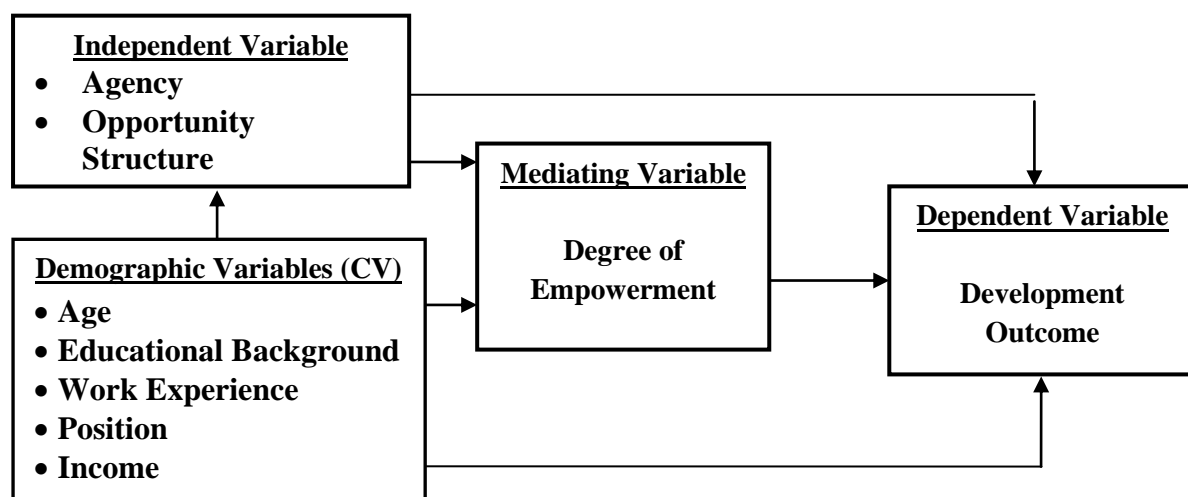 Independent Variable
• Agency
• Opportunity
Structure
Demographic Variables (CV)
• Age
• Educational Background
• Work Experience
• Position
• Income
Mediating Variable
Degree of
Empowerment
Dependent Variable
Development
Outcome